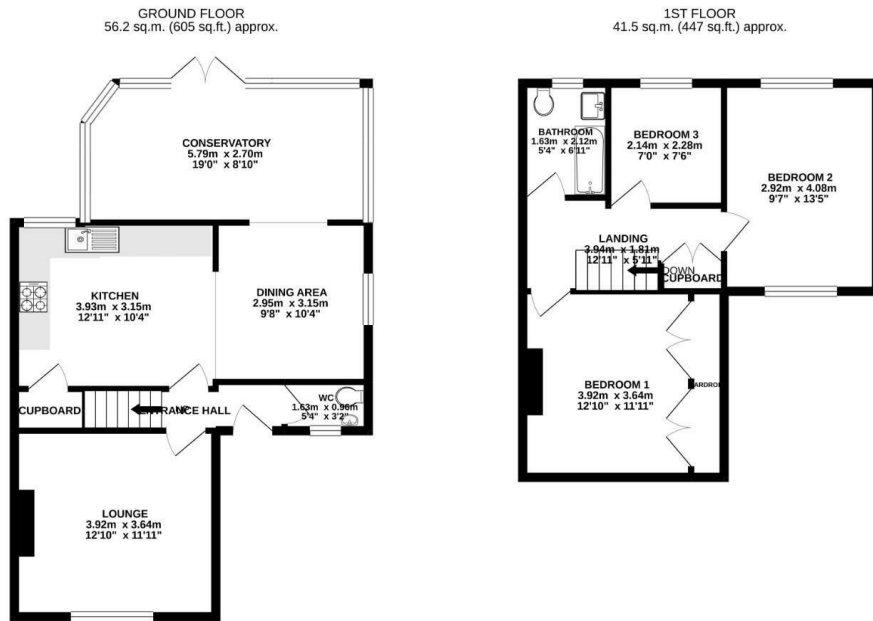 GROUND FLOOR
56.2 sq.m. (605 sq.ft.) approx.
CONSERVATORY
5.79m x 2.70m
19'0" x 8'10"
KITCHEN
3.93m x 3.15m
12'11" x 10'4"
DINING AREA
2.95m x 3.15m
9'8" x 10'4"
CUPBOARD
UP
ENTRANCE HALL
WC
1.63m x 0.96m
5'4" x 3'2"
LOUNGE
3.92m x 3.64m
12'10" x 11'11"
1ST FLOOR
41.5 sq.m. (447 sq.ft.) approx.
BATHROOM
1.63m x 2.12m
5'4" x 6'11"
BEDROOM 3
2.14m x 2.28m
7'0" x 7'6"
BEDROOM 2
2.92m x 4.08m
9'7" x 13'5"
LANDING
3.94m x 1.81m
12'11" x 5'11"
DOWN
CUPBOARD
BEDROOM 1
3.92m x 3.64m
12'10" x 11'11"